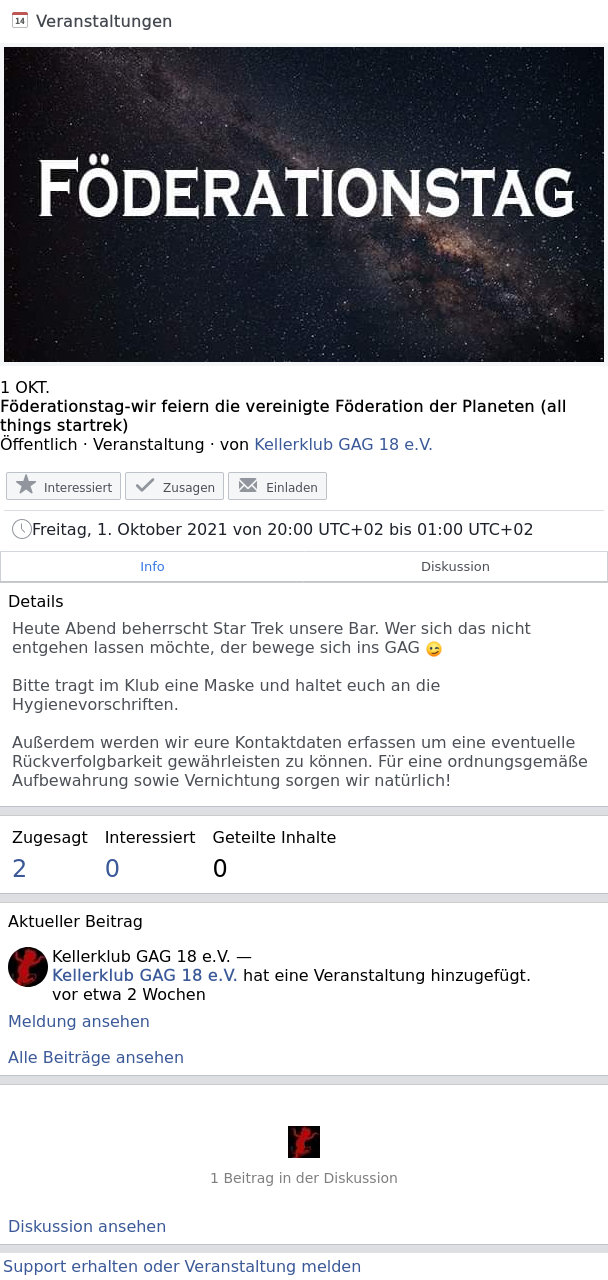 14 Veranstaltungen
FÖDERATIONSTAG
1 OKT.
Föderationstag-wir feiern die vereinigte Föderation der Planeten (all
things startrek)
Öffentlich · Veranstaltung · von Kellerklub GAG 18 e.V.
Interessiert Zusagen Einladen
Freitag, 1. Oktober 2021 von 20:00 UTC+02 bis 01:00 UTC+02
Info Diskussion
Details
Heute Abend beherrscht Star Trek unsere Bar. Wer sich das nicht
entgehen lassen möchte, der bewege sich ins GAG 😉
Bitte tragt im Klub eine Maske und haltet euch an die
Hygienevorschriften.
Außerdem werden wir eure Kontaktdaten erfassen um eine eventuelle
Rückverfolgbarkeit gewährleisten zu können. Für eine ordnungsgemäße
Aufbewahrung sowie Vernichtung sorgen wir natürlich!
Zugesagt Interessiert Geteilte Inhalte
2 0 0
Aktueller Beitrag
Kellerklub GAG 18 e.V. —
Kellerklub GAG 18 e.V. hat eine Veranstaltung hinzugefügt.
vor etwa 2 Wochen
Meldung ansehen
Alle Beiträge ansehen
1 Beitrag in der Diskussion
Diskussion ansehen
Support erhalten oder Veranstaltung melden